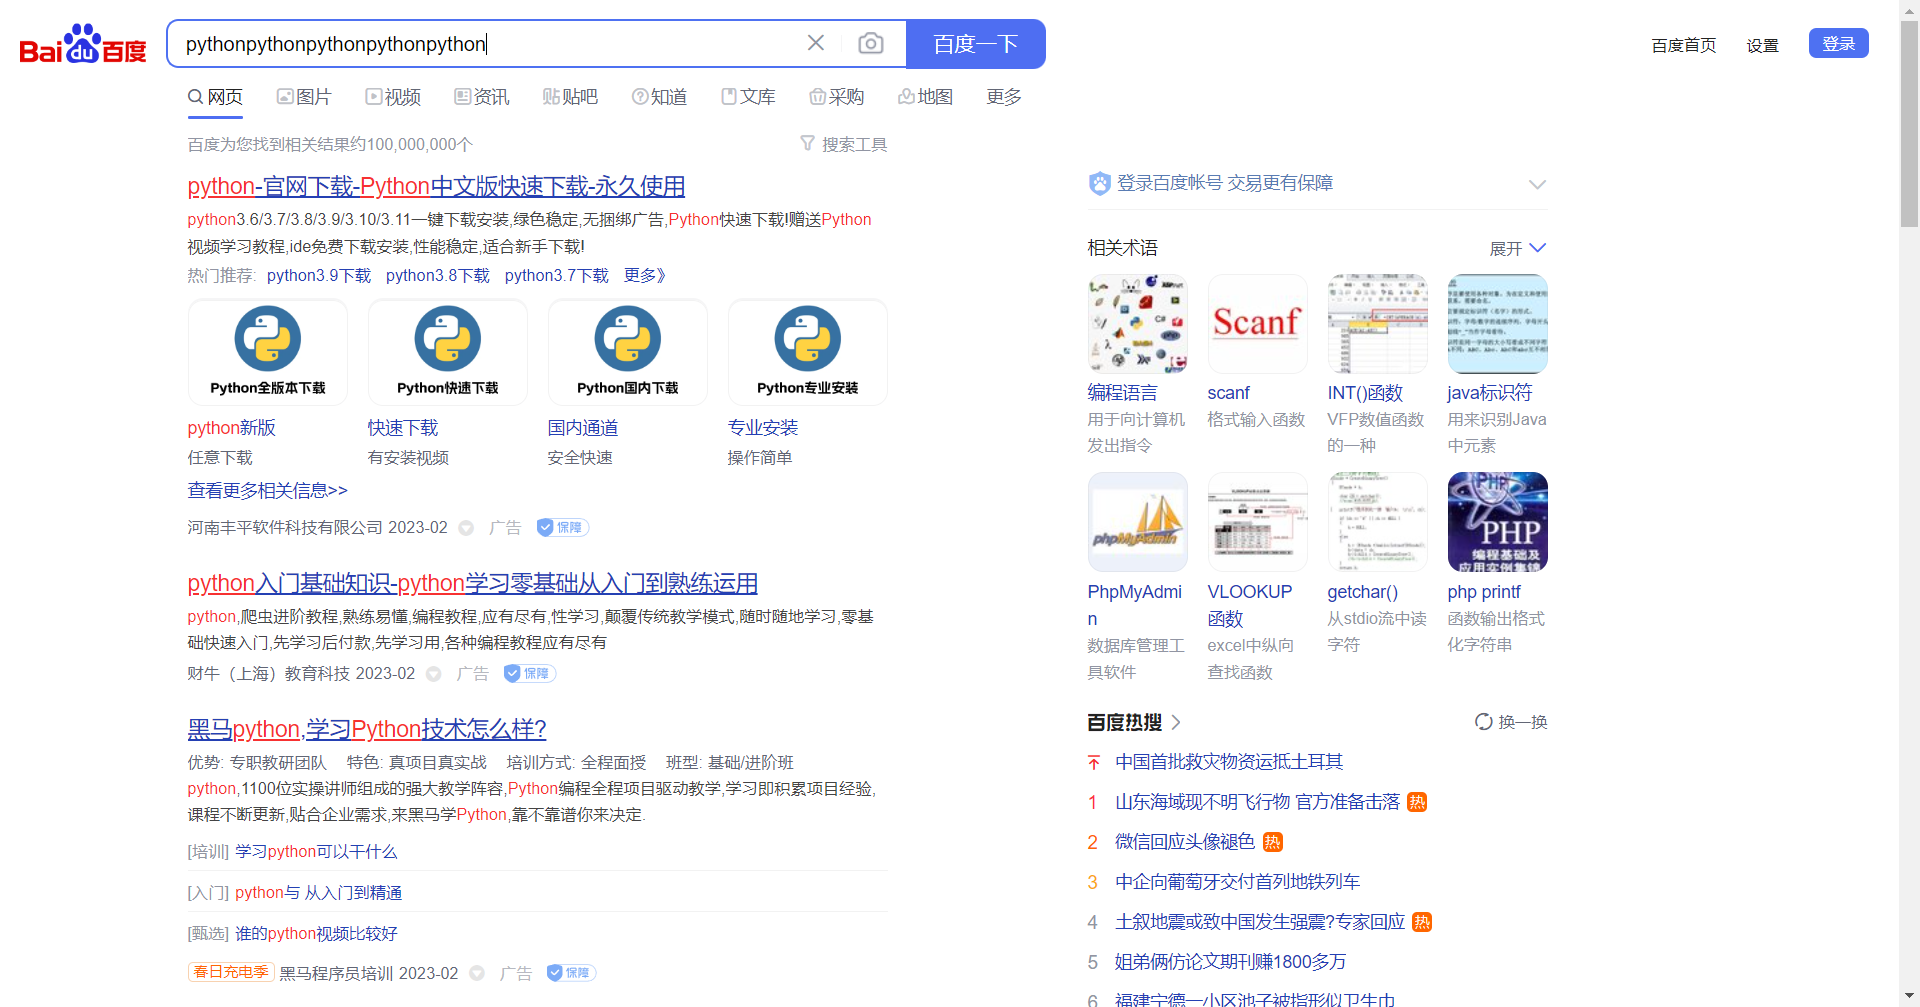 Bai du 百度
pythonpythonpythonpythonpython
百度一下
百度首页
设置
登录
网页
图片
视频
资讯
贴吧
知道
文库
采购
地图
更多
百度为您找到相关结果约100,000,000个
搜索工具
python-官网下载-Python中文版快速下载-永久使用
python3.6/3.7/3.8/3.9/3.10/3.11一键下载安装,绿色稳定,无捆绑广告,Python快速下载!赠送Python
视频学习教程,ide免费下载安装,性能稳定,适合新手下载!
热门推荐: python3.9下载 python3.8下载 python3.7下载 更多》
Python全版本下载
Python快速下载
Python国内下载
Python专业安装
python新版
快速下载
国内通道
专业安装
任意下载
有安装视频
安全快速
操作简单
查看更多相关信息>>
河南丰平软件科技有限公司 2023-02 广告 保障
python入门基础知识-python学习零基础从入门到熟练运用
python,爬虫进阶教程,熟练易懂,编程教程,应有尽有,性学习,颠覆传统教学模式,随时随地学习,零基
础快速入门,先学习后付款,先学习用,各种编程教程应有尽有
财牛（上海）教育科技 2023-02 广告 保障
黑马python,学习Python技术怎么样?
优势: 专职教研团队 特色: 真项目真实战 培训方式: 全程面授 班型: 基础/进阶班
python,1100位实操讲师组成的强大教学阵容,Python编程全程项目驱动教学,学习即积累项目经验,
课程不断更新,贴合企业需求,来黑马学Python,靠不靠谱你来决定.
[培训] 学习python可以干什么
[入门] python与 从入门到精通
[甄选] 谁的python视频比较好
春日充电季 黑马程序员培训 2023-02 广告 保障
登录百度帐号 交易更有保障
相关术语
展开
Scanf
编程语言
用于向计算机
发出指令
scanf
格式输入函数
INT()函数
VFP数值函数
的一种
java标识符
用来识别Java
中元素
phpMyAdmin
PHP
编程基础及
应用实例集锦
PhpMyAdmi
n
数据库管理工
具软件
VLOOKUP
函数
excel中纵向
查找函数
getchar()
从stdio流中读
字符
php printf
函数输出格式
化字符串
百度热搜
换一换
中国首批救灾物资运抵土耳其
1 山东海域现不明飞行物 官方准备击落 热
2 微信回应头像褪色 热
3 中企向葡萄牙交付首列地铁列车
4 土叙地震或致中国发生强震?专家回应 热
5 姐弟俩仿论文期刊赚1800多万
6 福建宁德一小区池子被指形似卫生巾